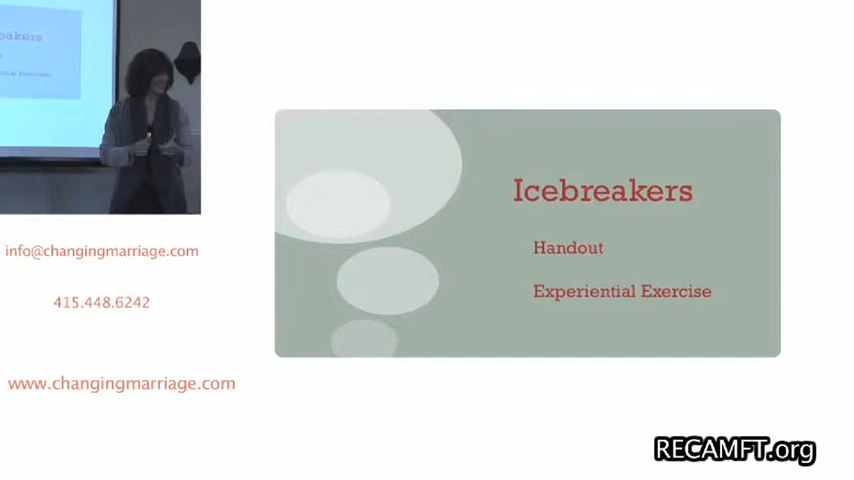 info@changingmarriage.com
415.448.6242
www.changingmarriage.com
Icebreakers
Handout
Experiential Exercise
RECAMFT.org